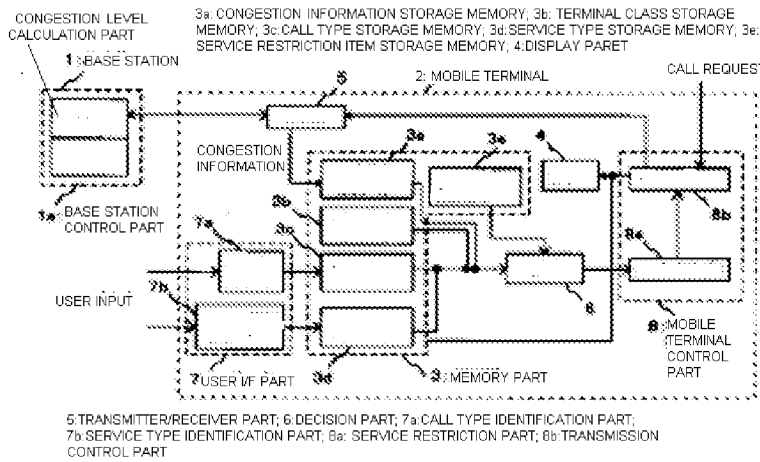 CONGESTION LEVEL
CALCULATION PART
3a: CONGESTION INFORMATION STORAGE MEMORY; 3b: TERMINAL CLASS STORAGE
MEMORY; 3c:CALL TYPE STORAGE MEMORY; 3d:SERVICE TYPE STORAGE MEMORY; 3e:
SERVICE RESTRICTION ITEM STORAGE MEMORY; 4:DISPLAY PARET
1 :BASE STATION
2: MOBILE TERMINAL
CALL REQUEST
5
CONGESTION
INFORMATION
3a
3e
4
3b
8b
1a :BASE STATION
CONTROL PART
7a
3c
8a
USER INPUT
7b
6
8 :MOBILE
TERMINAL
CONTROL
PART
7 :USER I/F PART
3d
3 :MEMORY PART
5:TRANSMITTER/RECEIVER PART; 6:DECISION PART; 7a:CALL TYPE IDENTIFICATION PART;
7b:SERVICE TYPE IDENTIFICATION PART; 8a: SERVICE RESTRICTION PART; 8b:TRANSMISSION
CONTROL PART